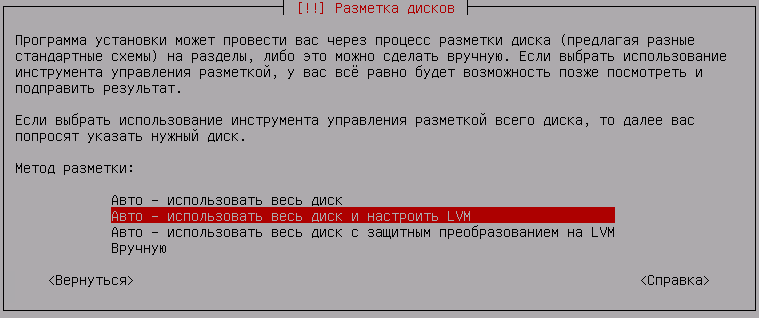 [!!] Разметка дисков
Программа установки может провести вас через процесс разметки диска (предлагая разные
стандартные схемы) на разделы, либо это можно сделать вручную. Если выбрать использование
инструмента управления разметкой, у вас всё равно будет возможность позже посмотреть и
подправить результат.
Если выбрать использование инструмента управления разметкой всего диска, то далее вас
попросят указать нужный диск.
Метод разметки:
Авто – использовать весь диск
Авто – использовать весь диск и настроить LVM
Авто – использовать весь диск с защитным преобразованием на LVM
Вручную
<Вернуться> <Справка>